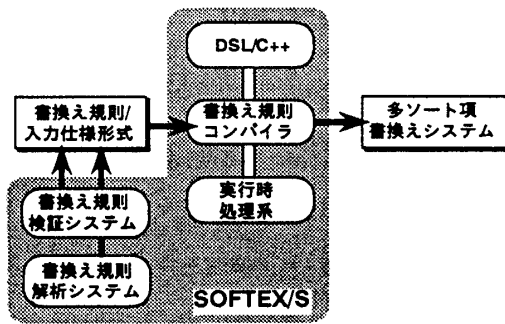 DSL/C++
書換え規則/
入力仕様形式
書換え規則
コンパイラ
多ソート項
書換えシステム
実行時
処理系
書換え規則
検証システム
書換え規則
解析システム
SOFTEX/S